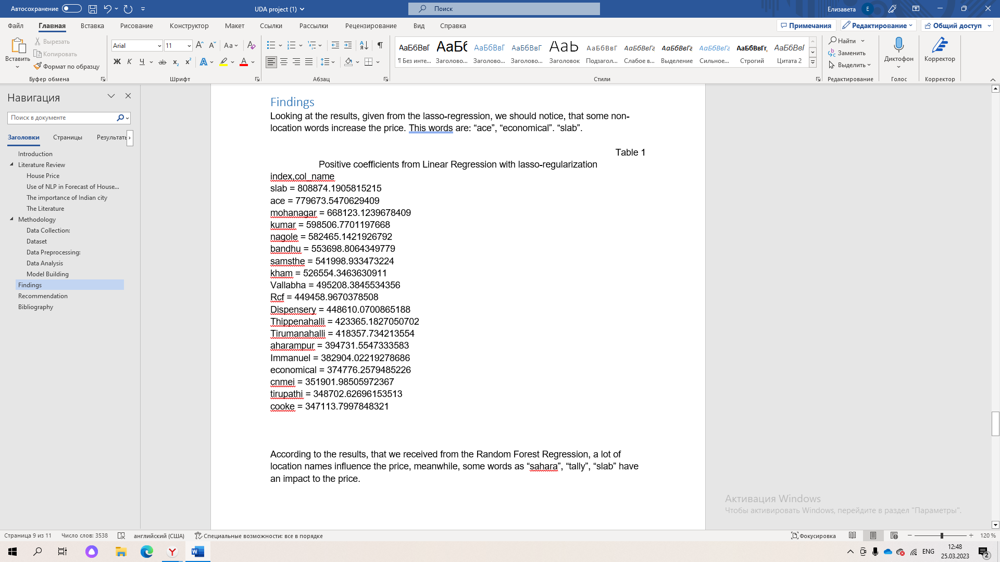 Автосохранение
UDA project (1)
Поиск
Елизавета
Е
Файл Главная Вставка Рисование Конструктор Макет Ссылки Рассылки Рецензирование Вид Справка
Примечания Редактирование Общий доступ
Вставить
Вырезать
Копировать
Формат по образцу
Буфер обмена
Arial 11
Aa
Ж К Ч ab x₂ x²
Шрифт
Абзац
АаБбВвГ АаБб АаБбВвГ АаБбВвГ АаЬ АаБбВвГ АаБбВвГг АаБбВвГг АаБбВвГг АаБбВвГг, АаБбВвГг
¶ Без инте... Заголово... Заголово... Заголово... Заголовок Подзагол... Слабое в... Выделение Сильное... Строгий Цитата 2
Стили
Найти
Заменить
Выделить
Редактирование
Диктофон
Голос
Корректор
Корректор
Навигация
Поиск в документе
Заголовки Страницы Результаты
Introduction
Literature Review
House Price
Use of NLP in Forecast of House...
The importance of Indian city
The Literature
Methodology
Data Collection:
Dataset
Data Preprocessing:
Data Analysis
Model Building
Findings
Recommendation
Bibliography
Findings
Looking at the results, given from the lasso-regression, we should notice, that some non-
location words increase the price. This words are: “ace”, “economical”. “slab”.
Table 1
Positive coefficients from Linear Regression with lasso-regularization
index,col_name
slab = 808874.1905815215
ace = 779673.5470629409
mohanagar = 668123.1239678409
kumar = 598506.7701197668
nagole = 582465.1421926792
bandhu = 553698.8064349779
samsthe = 541998.933473224
kham = 526554.3463630911
Vallabha = 495208.3845534356
Rcf = 449458.9670378508
Dispensery = 448610.0700865188
Thippenahalli = 423365.1827050702
Tirumanahalli = 418357.734213554
aharampur = 394731.5547333583
Immanuel = 382904.02219278686
economical = 374776.2579485226
cnmei = 351901.98505972367
tirupathi = 348702.62696153513
cooke = 347113.7997848321
According to the results, that we received from the Random Forest Regression, a lot of
location names influence the price, meanwhile, some words as “sahara”, “tally”, “slab” have
an impact to the price.
Активация Windows
Чтобы активировать Windows, перейдите в раздел "Параметры".
Страница 9 из 11 Число слов: 3538 английский (США) Специальные возможности: все в порядке
Фокусировка
120 %
ENG
12:48
25.03.2023
2